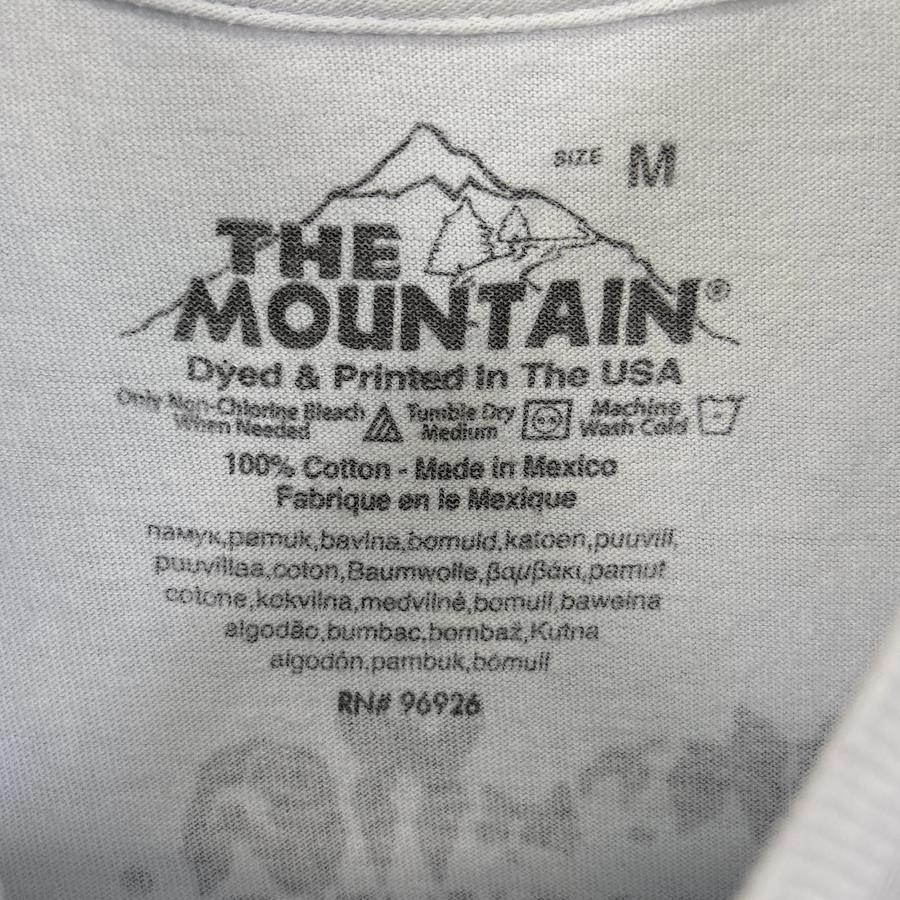 SIZE M
THE
MOUNTAIN®
Dyed & Printed In The USA
Only Non-Chlorine Bleach
When Needed
Tumble Dry
Medium
Machine
Wash Cold
100% Cotton - Made in Mexico
Fabriqué en le Mexique
памук,pamuk,bavlna,bomuld,katoen,puuvill,
puuvillaa,coton,Baumwolle,βαμβάκι,pamut
cotone,kokvilna,medvilnė,bomull,bawelna
algodão,bumbac,bombaž,Kutna
algodón,pambuk,bómull
RN# 96926